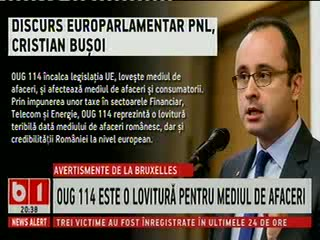 DISCURS EUROPARLAMENTAR PNL,
CRISTIAN BUȘOI
OUG 114 încalca legislația UE, lovește mediul de
afaceri, și afectează mediul de afaceri și consumatorii.
Prin impunerea unor taxe în sectoarele Financiar,
Telecom și Energie, OUG 114 reprezintă o lovitură
teribilă dată mediului de afaceri românesc, dar și
credibilității României la nivel european.
AVERTISMENTE DE LA BRUXELLES
b1
OUG 114 ESTE O LOVITURĂ PENTRU MEDIUL DE AFACERI
20:38
NEWS ALERT
TREI VICTIME AU FOST ÎNREGISTRATE ÎN ULTIMELE 24 DE ORE